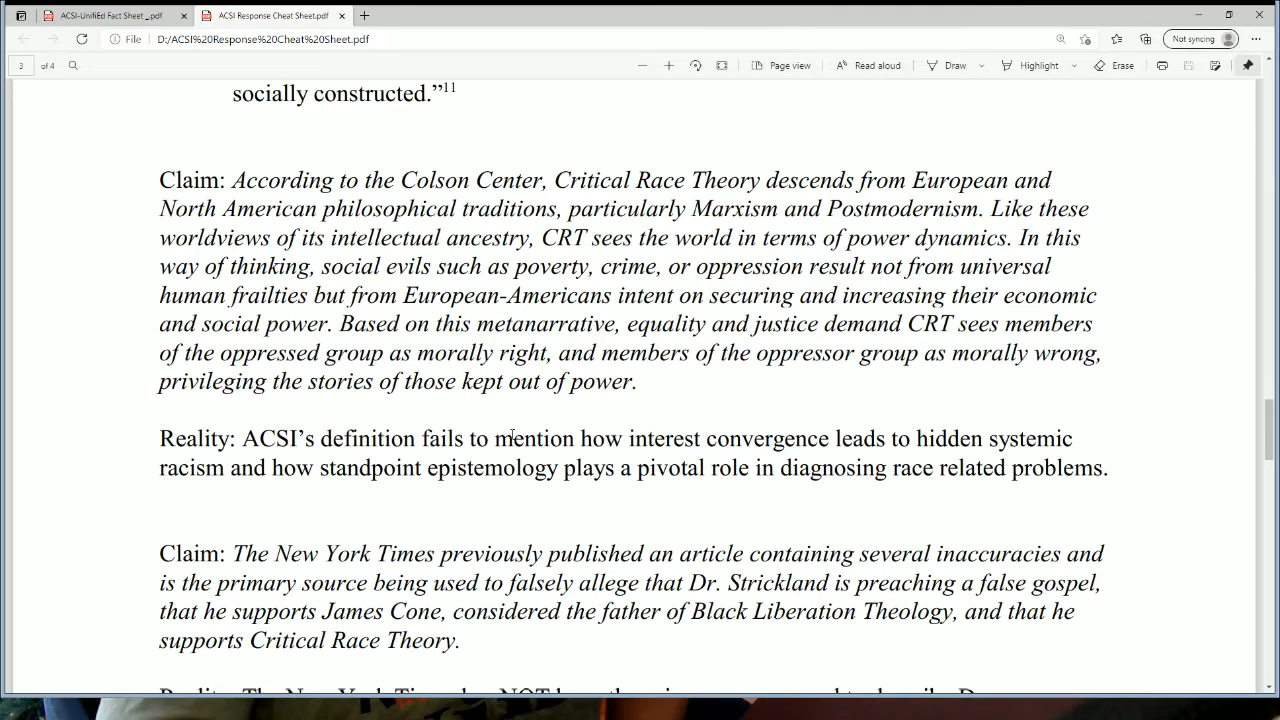 ACSI-UnifiEd Fact Sheet _.pdf
ACSI Response Cheat Sheet.pdf
File D:/ACSI%20Response%20Cheat%20Sheet.pdf
Not syncing
3 of 4
Page view
Read aloud
Draw
Highlight
Erase
socially constructed.”11
Claim: According to the Colson Center, Critical Race Theory descends from European and
North American philosophical traditions, particularly Marxism and Postmodernism. Like these
worldviews of its intellectual ancestry, CRT sees the world in terms of power dynamics. In this
way of thinking, social evils such as poverty, crime, or oppression result not from universal
human frailties but from European-Americans intent on securing and increasing their economic
and social power. Based on this metanarrative, equality and justice demand CRT sees members
of the oppressed group as morally right, and members of the oppressor group as morally wrong,
privileging the stories of those kept out of power.
Reality: ACSI’s definition fails to mention how interest convergence leads to hidden systemic
racism and how standpoint epistemology plays a pivotal role in diagnosing race related problems.
Claim: The New York Times previously published an article containing several inaccuracies and
is the primary source being used to falsely allege that Dr. Strickland is preaching a false gospel,
that he supports James Cone, considered the father of Black Liberation Theology, and that he
supports Critical Race Theory.